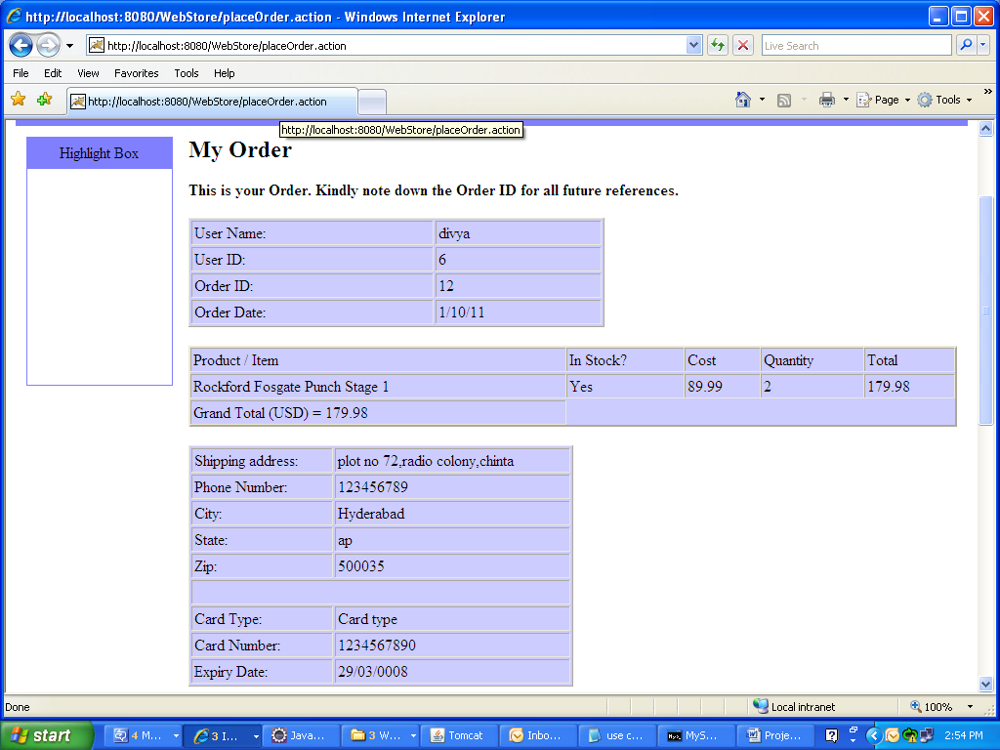 http://localhost:8080/WebStore/placeOrder.action - Windows Internet Explorer
http://localhost:8080/WebStore/placeOrder.action
Live Search
File Edit View Favorites Tools Help
http://localhost:8080/WebStore/placeOrder.action
Page Tools
http://localhost:8080/WebStore/placeOrder.action
Highlight Box
My Order
This is your Order. Kindly note down the Order ID for all future references.
User Name: divya
User ID: 6
Order ID: 12
Order Date: 1/10/11
Product / Item In Stock? Cost Quantity Total
Rockford Fosgate Punch Stage 1 Yes 89.99 2 179.98
Grand Total (USD) = 179.98
Shipping address: plot no 72,radio colony,chinta
Phone Number: 123456789
City: Hyderabad
State: ap
Zip: 500035
Card Type: Card type
Card Number: 1234567890
Expiry Date: 29/03/0008
Done Local intranet 100%
start 4 M... 3 I... Java... 3 W... Tomcat Inbo... use c... MyS... Proje... 2:54 PM